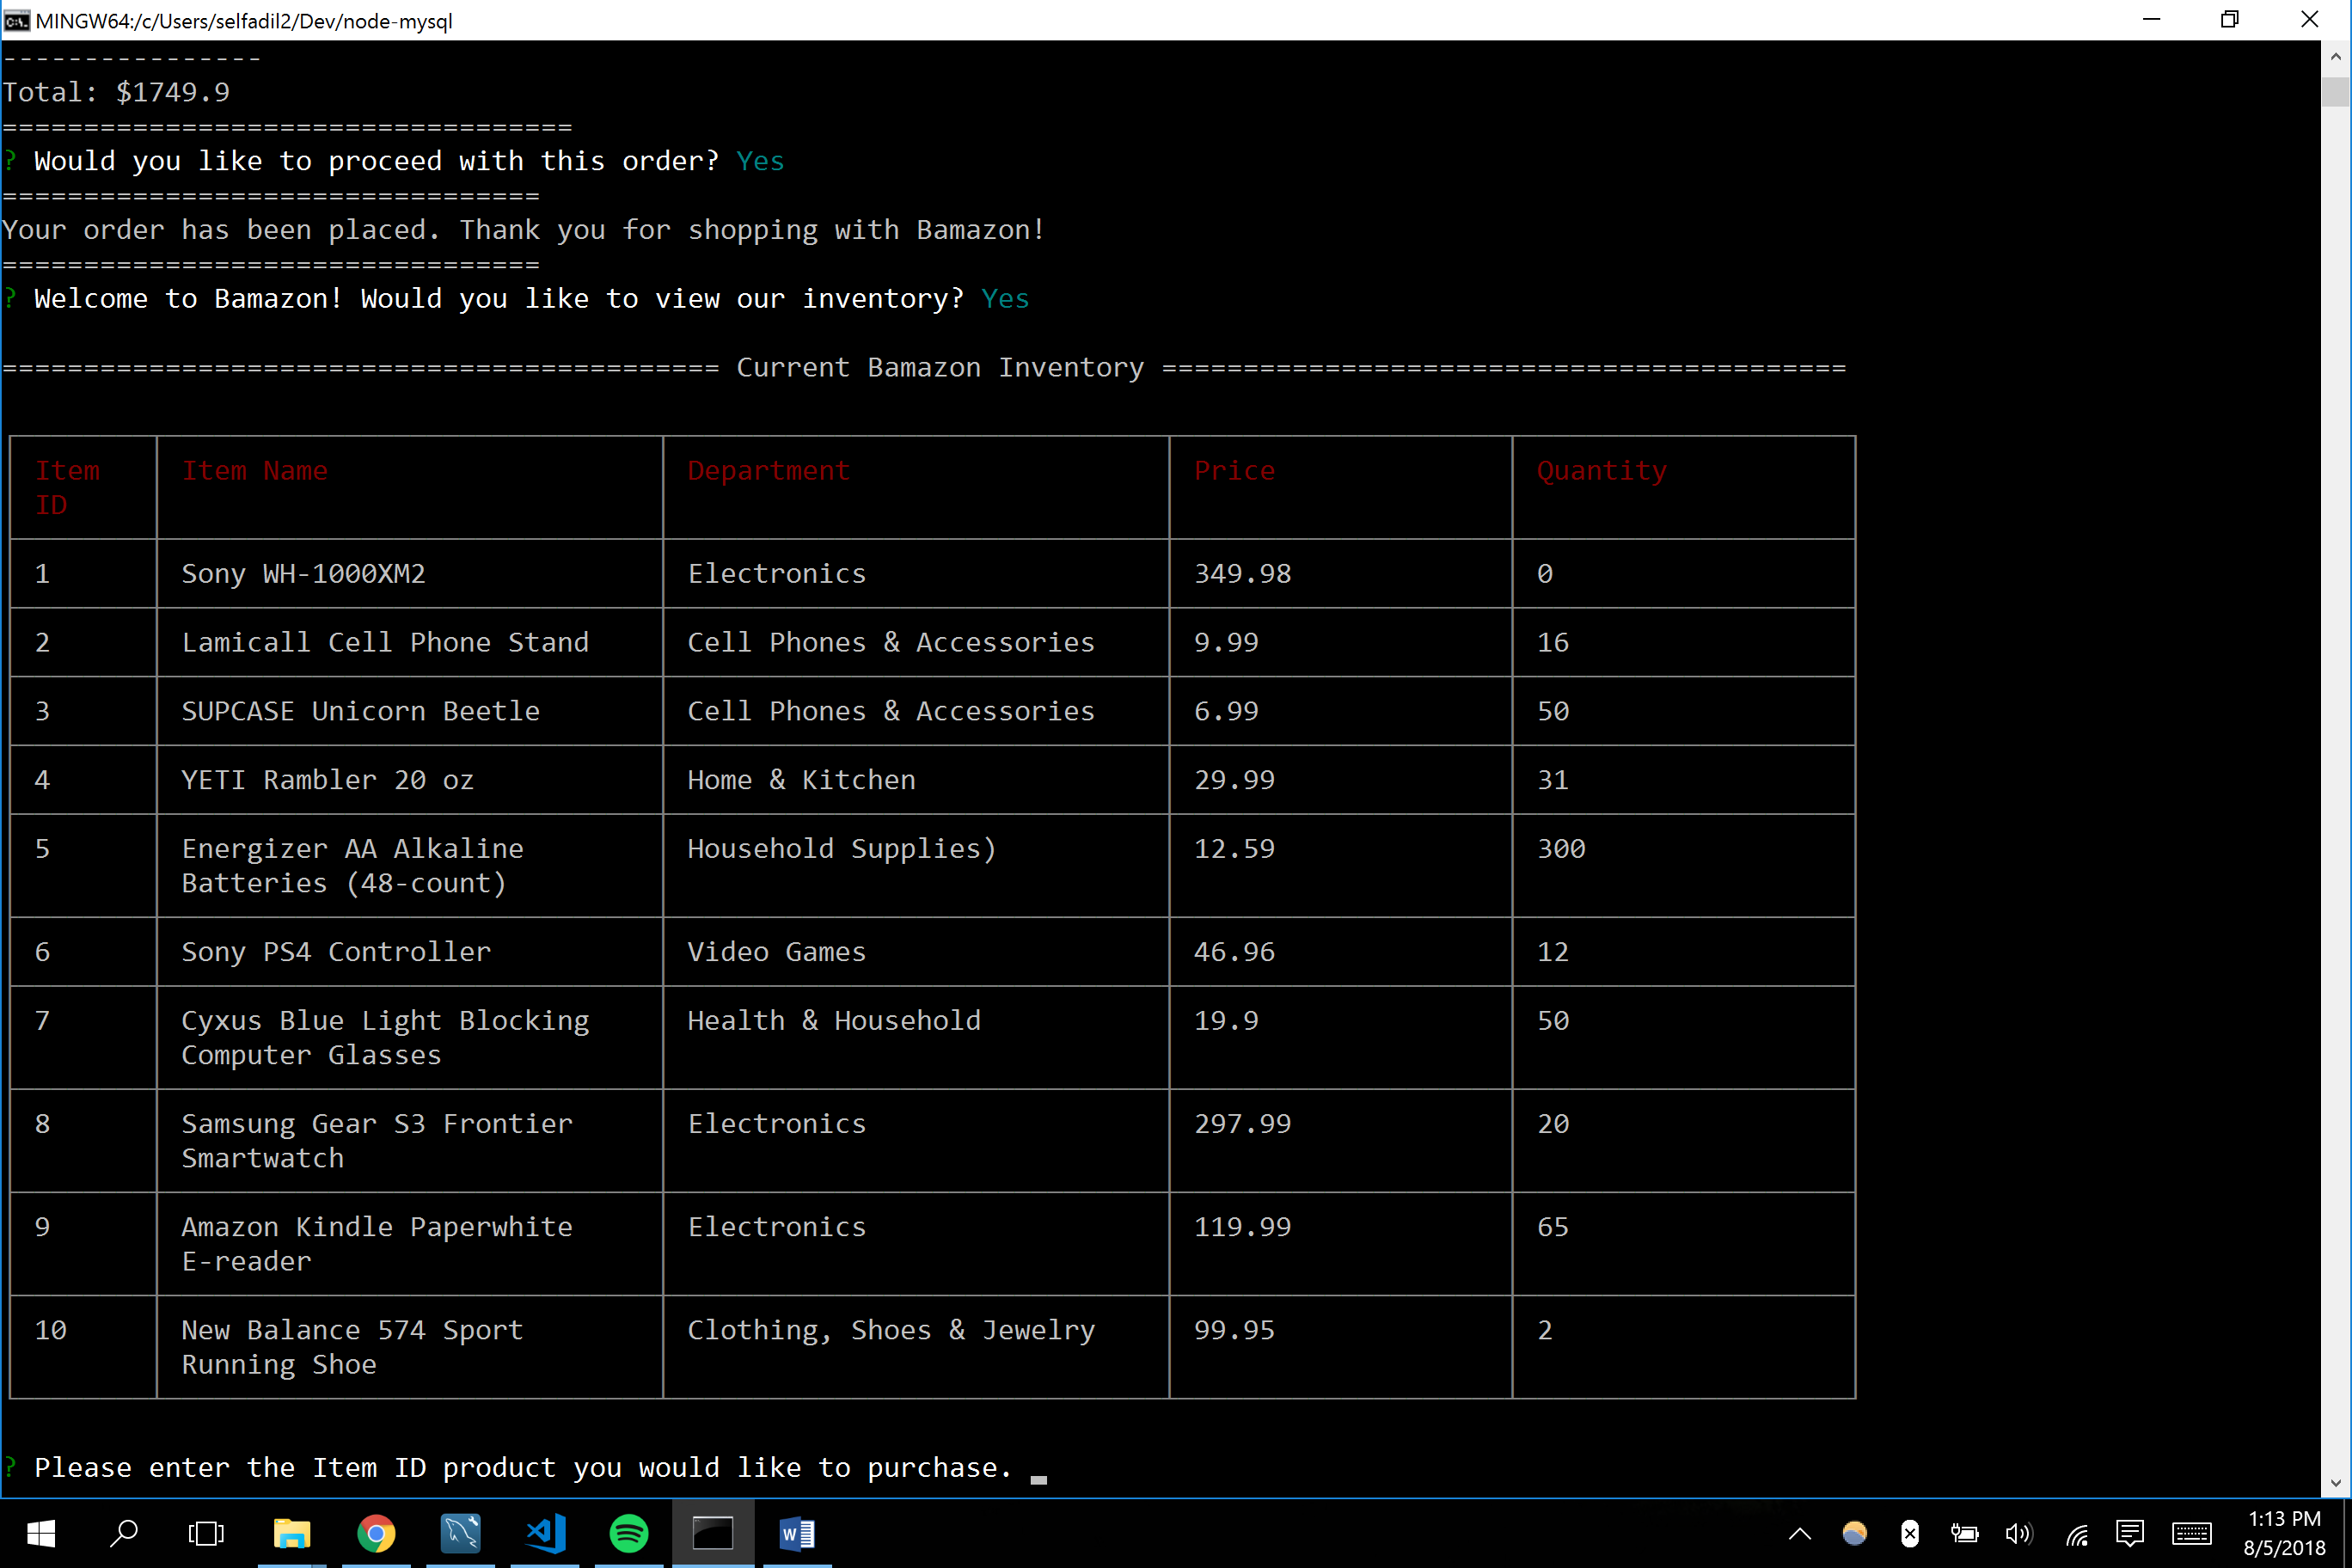 MINGW64:/c/Users/selfadil2/Dev/node-mysql
----------------
Total: $1749.9
===================================
? Would you like to proceed with this order? Yes
=================================
Your order has been placed. Thank you for shopping with Bamazon!
=================================
? Welcome to Bamazon! Would you like to view our inventory? Yes
============================================ Current Bamazon Inventory ==========================================
Item ID Item Name Department Price Quantity
1 Sony WH-1000XM2 Electronics 349.98 0
2 Lamicall Cell Phone Stand Cell Phones & Accessories 9.99 16
3 SUPCASE Unicorn Beetle Cell Phones & Accessories 6.99 50
4 YETI Rambler 20 oz Home & Kitchen 29.99 31
5 Energizer AA Alkaline Household Supplies) 12.59 300
Batteries (48-count)
6 Sony PS4 Controller Video Games 46.96 12
7 Cyxus Blue Light Blocking Health & Household 19.9 50
Computer Glasses
8 Samsung Gear S3 Frontier Electronics 297.99 20
Smartwatch
9 Amazon Kindle Paperwhite Electronics 119.99 65
E-reader
10 New Balance 574 Sport Clothing, Shoes & Jewelry 99.95 2
Running Shoe
? Please enter the Item ID product you would like to purchase.
1:13 PM
8/5/2018